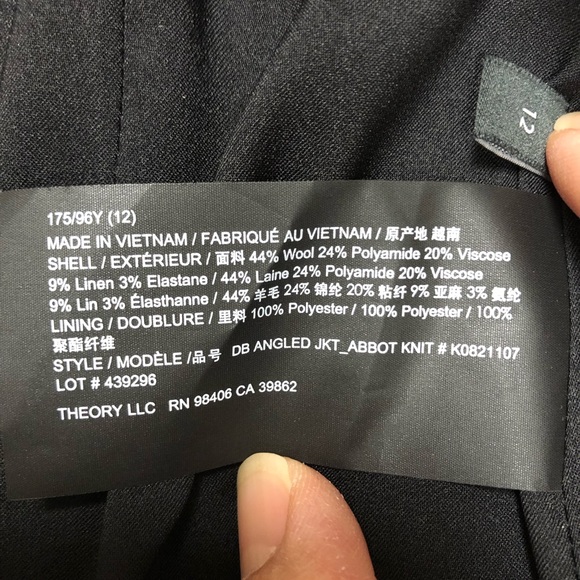 12
175/96Y (12)
MADE IN VIETNAM / FABRIQUÉ AU VIETNAM / 原产地 越南
SHELL / EXTÉRIEUR / 面料 44% Wool 24% Polyamide 20% Viscose
9% Linen 3% Elastane / 44% Laine 24% Polyamide 20% Viscose
9% Lin 3% Élasthanne / 44% 羊毛 24% 锦纶 20% 粘纤 9% 亚麻 3% 氨纶
LINING / DOUBLURE / 里料 100% Polyester / 100% Polyester / 100%
聚酯纤维
STYLE / MODÈLE /品号 DB ANGLED JKT_ABBOT KNIT # K0821107
LOT # 439296
THEORY LLC RN 98406 CA 39862